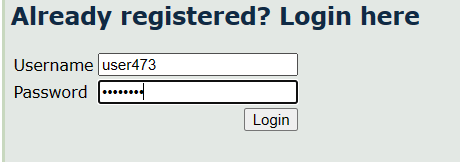 Already registered? Login here
Username user473
Password ••••••••
Login